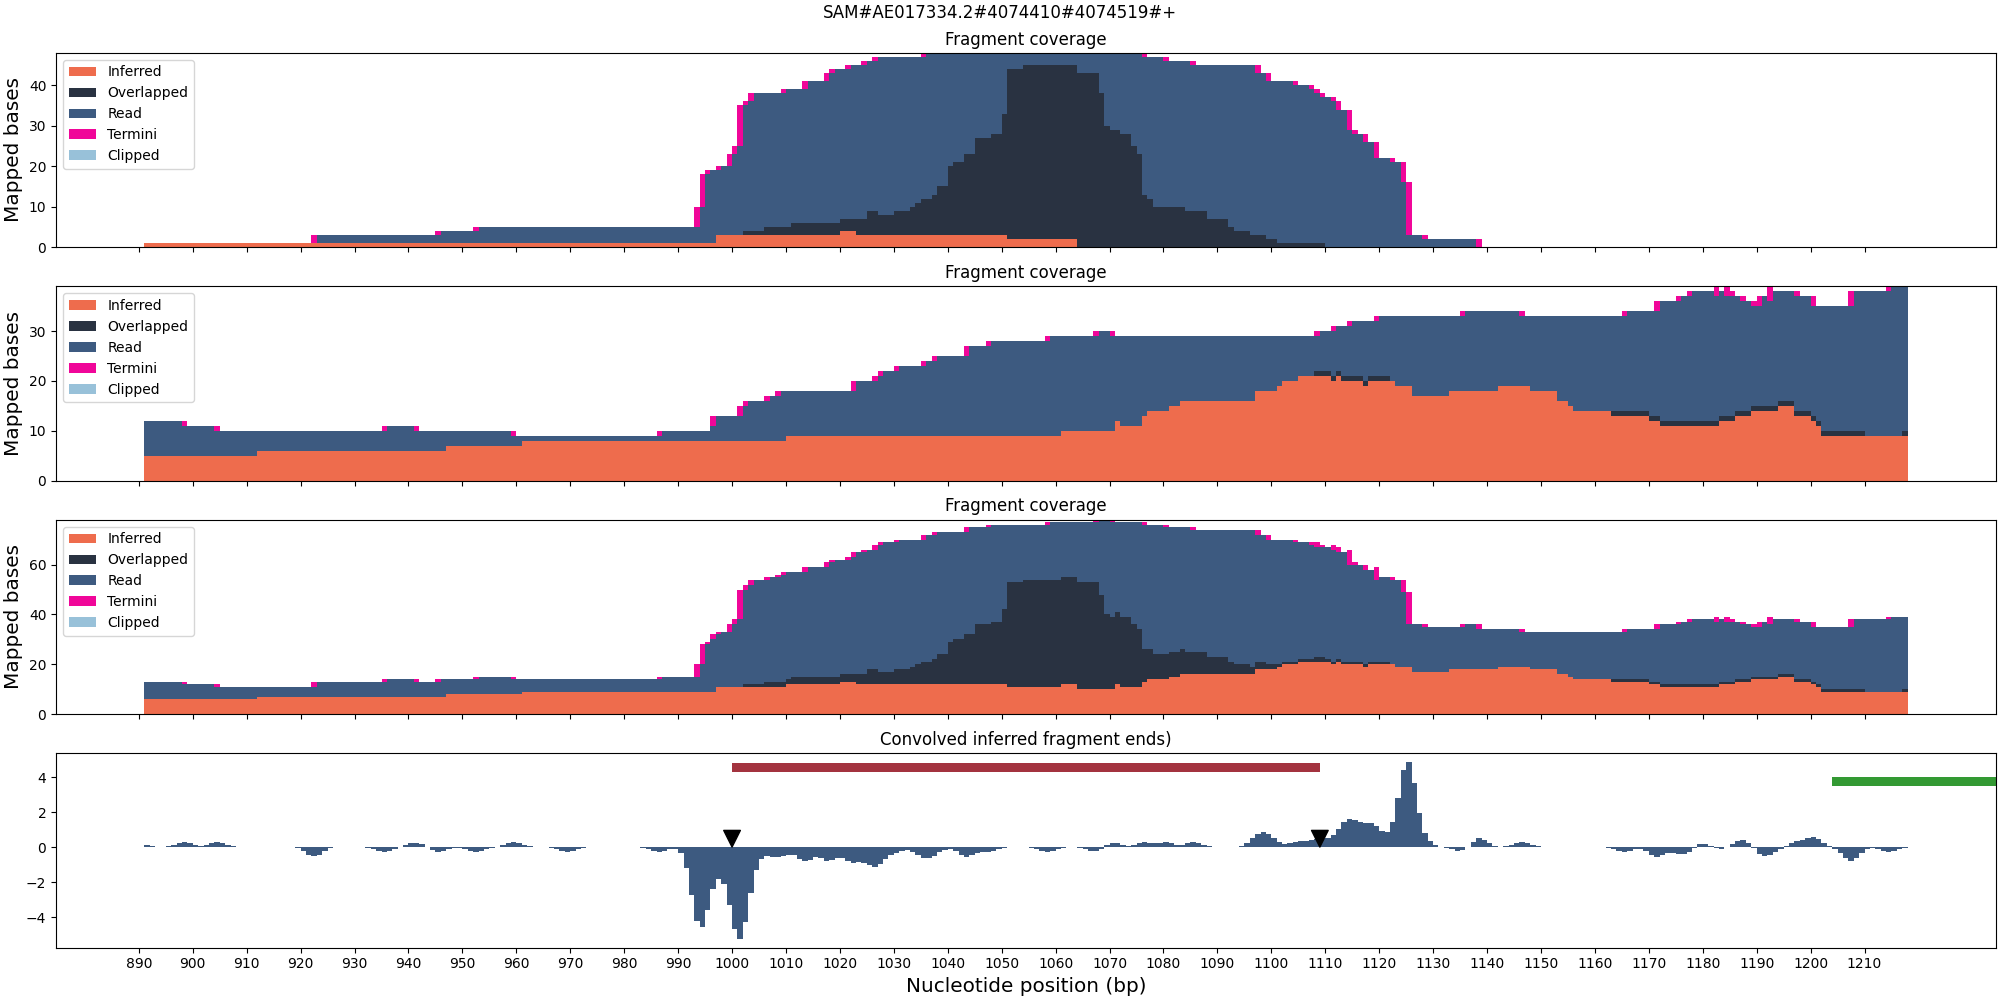 SAM#AE017334.2#4074410#4074519#+
Fragment coverage
Mapped bases
40
30
20
10
0
Inferred
Overlapped
Read
Termini
Clipped
Fragment coverage
Mapped bases
30
20
10
0
Inferred
Overlapped
Read
Termini
Clipped
Fragment coverage
Mapped bases
60
40
20
0
Inferred
Overlapped
Read
Termini
Clipped
Convolved inferred fragment ends)
4
2
0
−2
−4
890 900 910 920 930 940 950 960 970 980 990 1000 1010 1020 1030 1040 1050 1060 1070 1080 1090 1100 1110 1120 1130 1140 1150 1160 1170 1180 1190 1200 1210
Nucleotide position (bp)